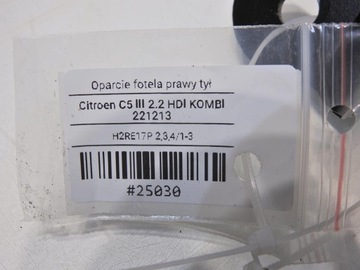 Oparcie fotela prawy tył
Citroen C5 III 2.2 HDI KOMBI
221213
H2RE17P 2,3,4/1-3
#25030